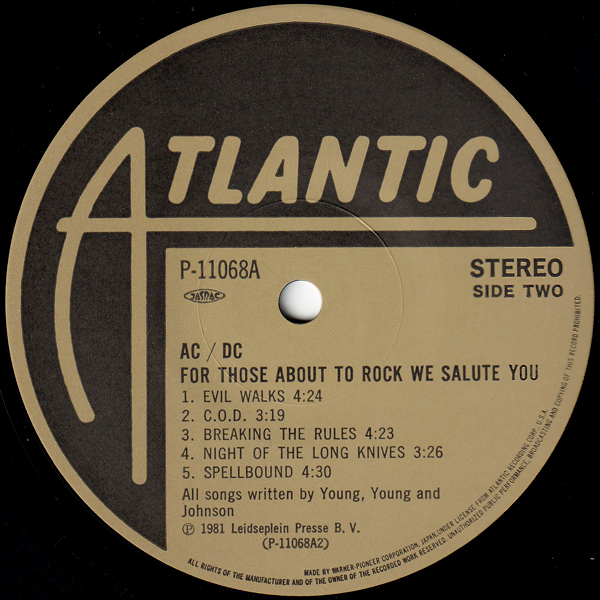 ATLANTIC
P-11068A
STEREO
JASRAC
SIDE TWO
AC/DC
FOR THOSE ABOUT TO ROCK WE SALUTE YOU
1. EVIL WALKS 4:24
2. C.O.D. 3:19
3. BREAKING THE RULES 4:23
4. NIGHT OF THE LONG KNIVES 3:26
5. SPELLBOUND 4:30
All songs written by Young, Young and
Johnson
℗ 1981 Leidseplein Presse B. V.
(P-11068A2)
MADE BY WARNER-PIONEER CORPORATION, JAPAN, UNDER LICENSE FROM ATLANTIC RECORDING CORP., U.S.A.
ALL RIGHTS OF THE MANUFACTURER AND OF THE OWNER OF THE RECORDED WORK RESERVED. UNAUTHORIZED PUBLIC PERFORMANCE, BROADCASTING AND COPYING OF THIS RECORD PROHIBITED.